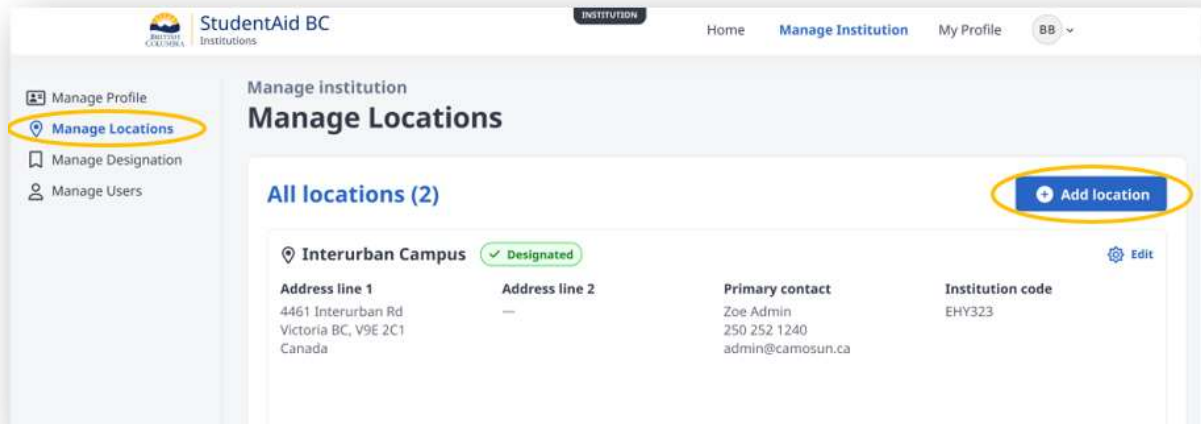 BRITISH
COLUMBIA
StudentAid BC
Institutions
INSTITUTION
Home
Manage Institution
My Profile
BB
Manage Profile
Manage Locations
Manage Designation
Manage Users
Manage institution
Manage Locations
All locations (2)
Add location
Interurban Campus
Designated
Edit
Address line 1
4461 Interurban Rd
Victoria BC, V9E 2C1
Canada
Address line 2
—
Primary contact
Zoe Admin
250 252 1240
admin@camosun.ca
Institution code
EHY323